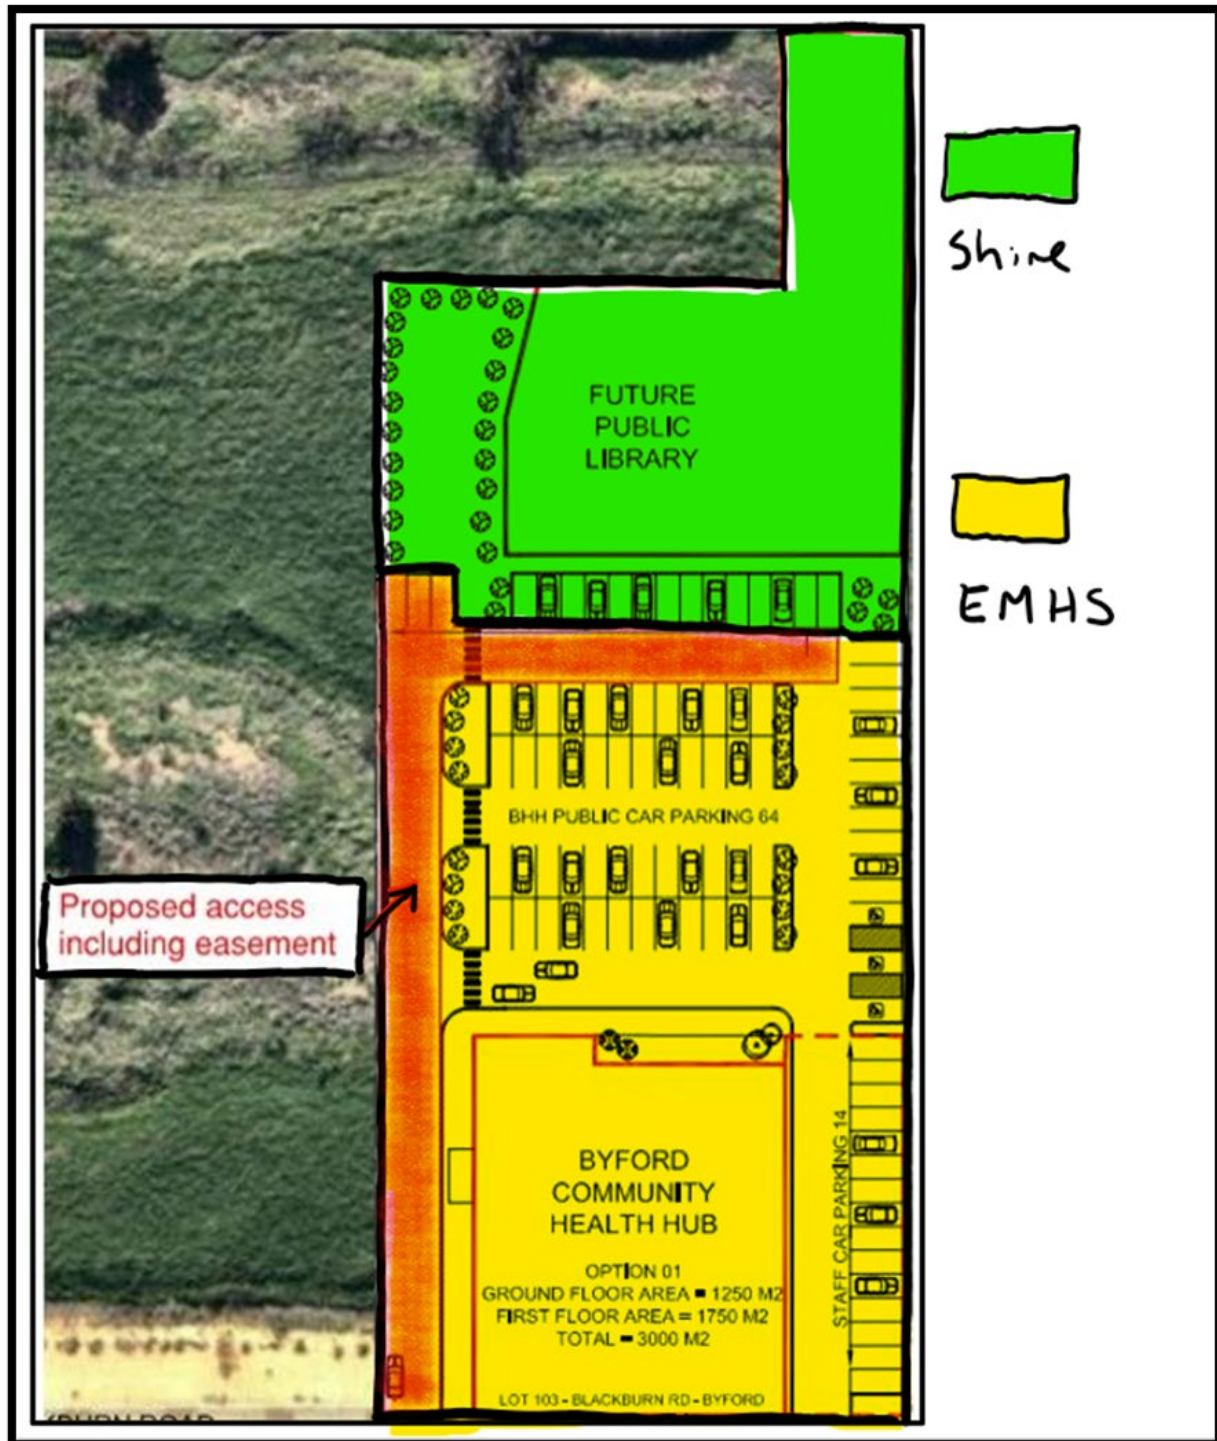 Shire
FUTURE
PUBLIC
LIBRARY
EMHS
BHH PUBLIC CAR PARKING 64
Proposed access
including easement
BYFORD
COMMUNITY
HEALTH HUB
OPTION 01
GROUND FLOOR AREA = 1250 M2
FIRST FLOOR AREA = 1750 M2
TOTAL = 3000 M2
STAFF CAR PARKING 14
LOT 103 - BLACKBURN RD - BYFORD